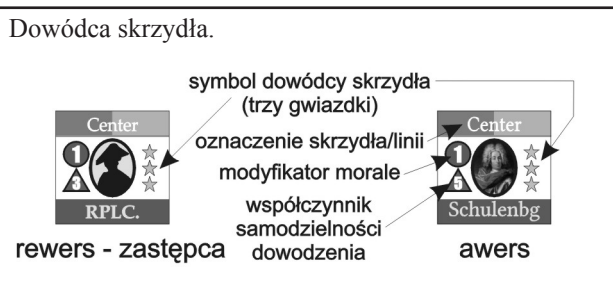 Dowódca skrzydła.
symbol dowódcy skrzydła
(trzy gwiazdki)
Center
1
3
RPLC.
rewers - zastępca
oznaczenie skrzydła/linii
modyfikator morale
współczynnik
samodzielności
dowodzenia
Center
1
5
Schulenbg
awers